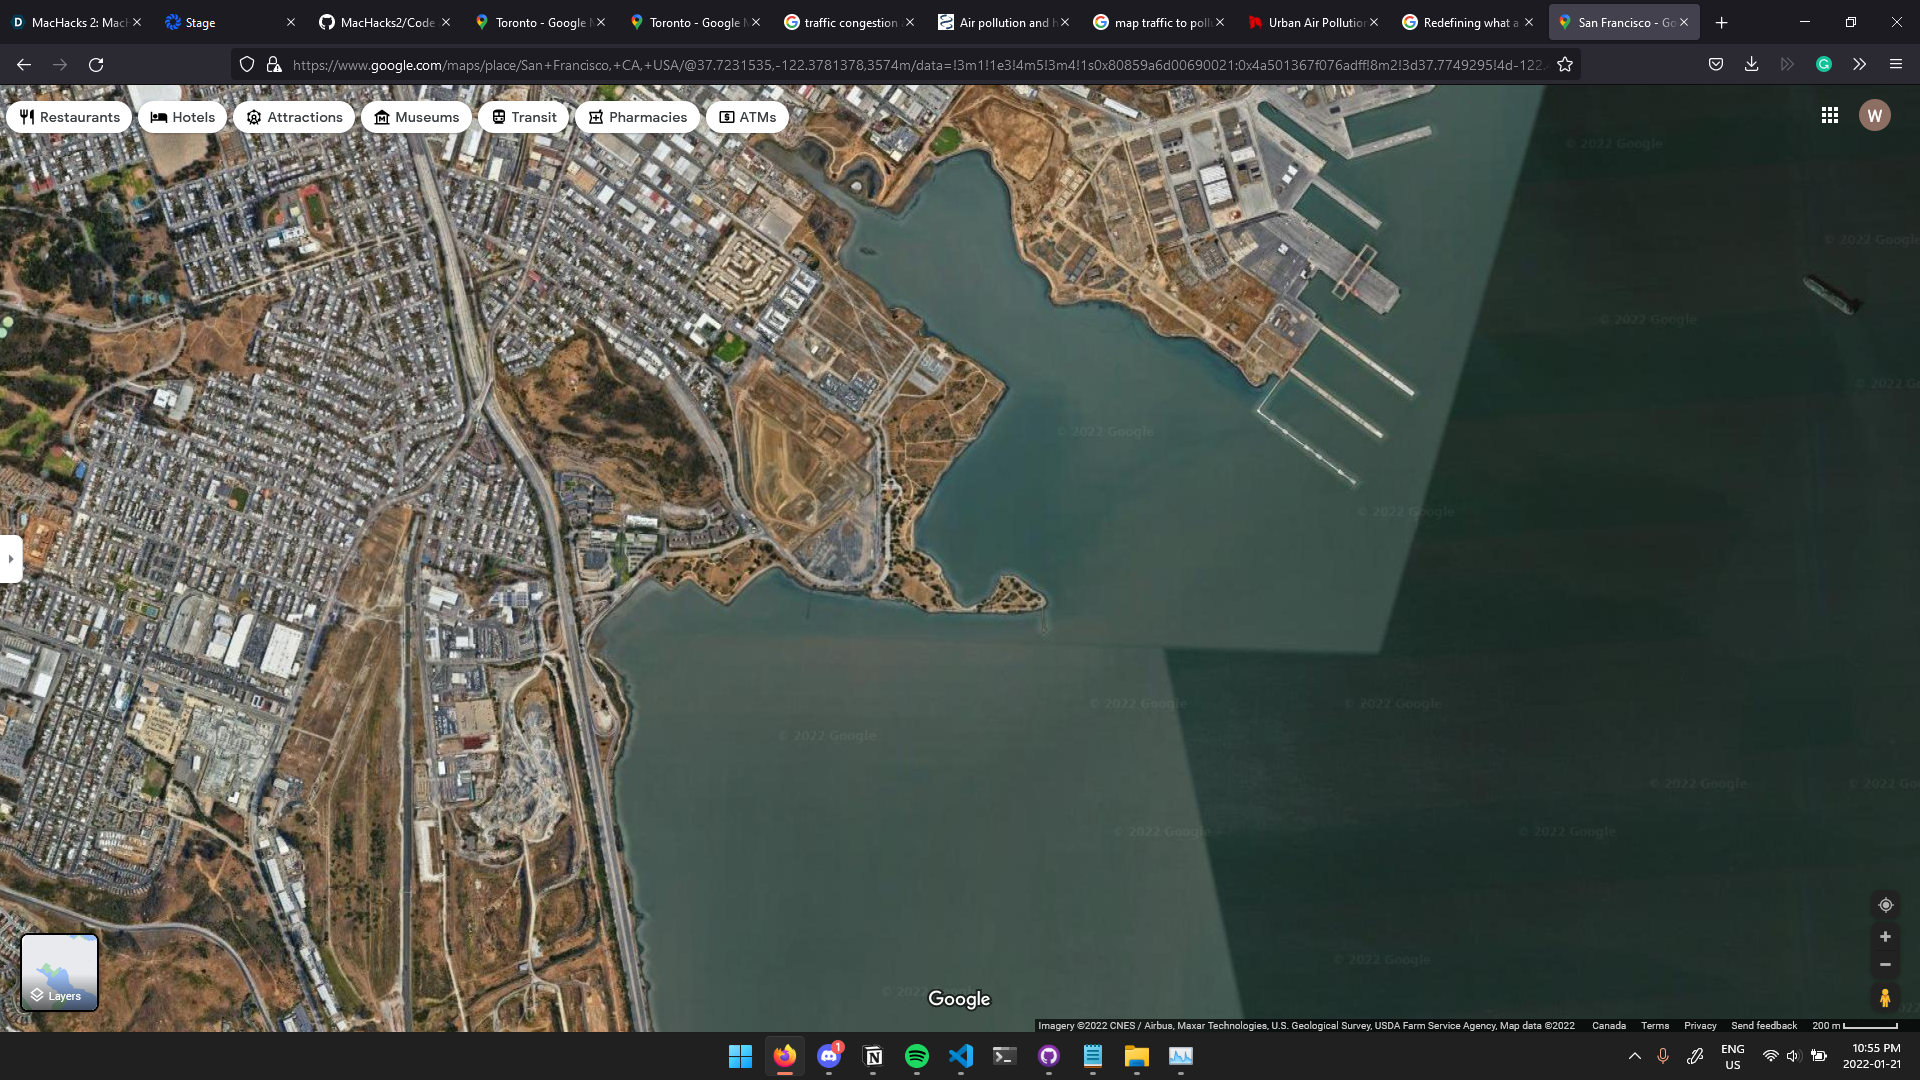 MacHacks 2: Macl
Stage
MacHacks2/Code
Toronto - Google M
Toronto - Google M
traffic congestion
Air pollution and h
map traffic to poll
Urban Air Pollution
Redefining what a
San Francisco - Go
https://www.google.com/maps/place/San+Francisco,+CA,+USA/@37.7231535,-122.3781378,3574m/data=!3m1!1e3!4m5!3m4!1s0x80859a6d00690021:0x4a501367f076adff!8m2!3d37.7749295!4d-122.
Restaurants
Hotels
Attractions
Museums
Transit
Pharmacies
ATMs
W
© 2022 Google
© 2022 Google
© 2022 Google
© 2022 Go
© 2022 Google
© 2022 Google
© 2022 Google
© 2022 Google
© 2022 Google
© 2022 Google
© 2022 Goo
© 2022 Google
© 2022 Google
© 2022 Google
Layers
Google
Imagery ©2022 CNES / Airbus, Maxar Technologies, U.S. Geological Survey, USDA Farm Service Agency, Map data ©2022
Canada
Terms
Privacy
Send feedback
200 m
1
ENG
US
10:55 PM
2022-01-21